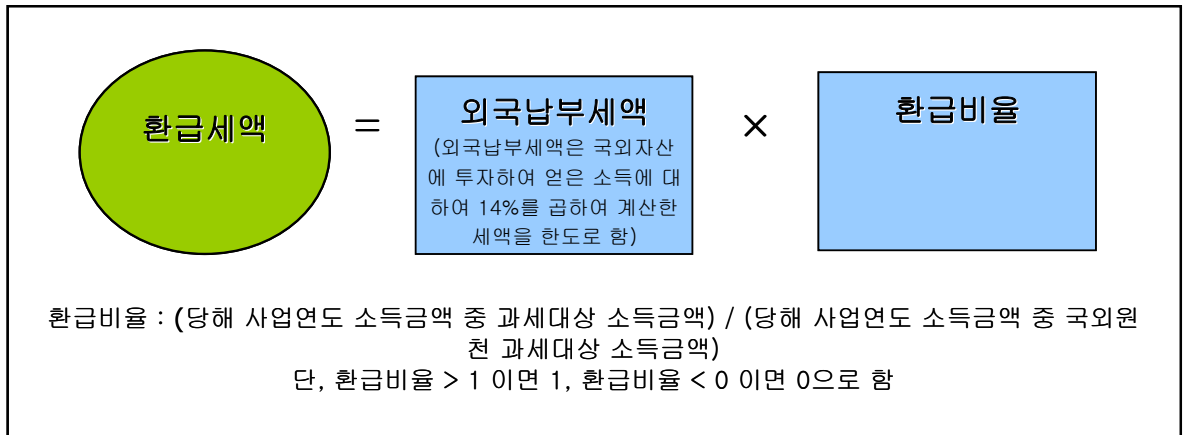 환급세액 = 외국납부세액 × 환급비율
(외국납부세액은 국외자산
에 투자하여 얻은 소득에 대
하여 14%를 곱하여 계산한
세액을 한도로 함)
환급비율 : (당해 사업연도 소득금액 중 과세대상 소득금액) / (당해 사업연도 소득금액 중 국외원
천 과세대상 소득금액)
단, 환급비율 > 1 이면 1, 환급비율 < 0 이면 0으로 함